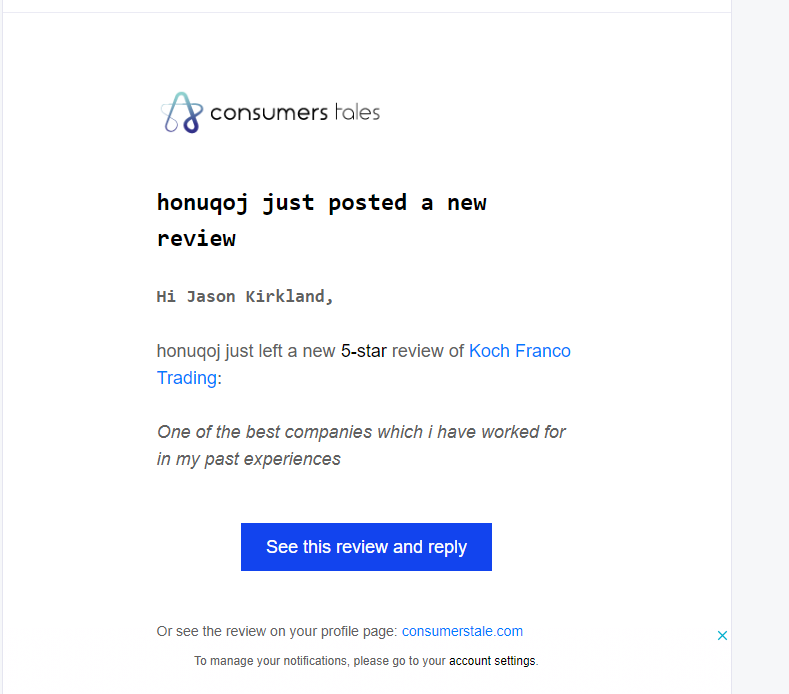 consumers tales
honuqoj just posted a new
review
Hi Jason Kirkland,
honuqoj just left a new 5-star review of Koch Franco
Trading:
One of the best companies which i have worked for
in my past experiences
See this review and reply
Or see the review on your profile page: consumerstale.com
To manage your notifications, please go to your account settings.